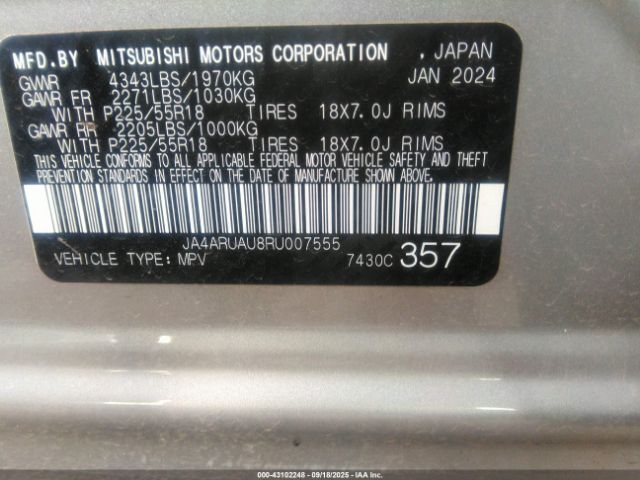 MFD.BY MITSUBISHI MOTORS CORPORATION . JAPAN
GVWR 4343LBS/1970KG JAN 2024
GAWR FR 2271LBS/1030KG
WITH P225/55R18 TIRES 18X7.0J RIMS
GAWR RR 2205LBS/1000KG
WITH P225/55R18 TIRES 18X7.0J RIMS
THIS VEHICLE CONFORMS TO ALL APPLICABLE FEDERAL MOTOR VEHICLE SAFETY AND THEFT
PREVENTION STANDARDS IN EFFECT ON THE DATE OF MANUFACTURE SHOWN ABOVE.
JA4ARUAU8RU007555
VEHICLE TYPE: MPV 7430C 357
000-43102248 - 09/18/2025 - IAA, Inc.